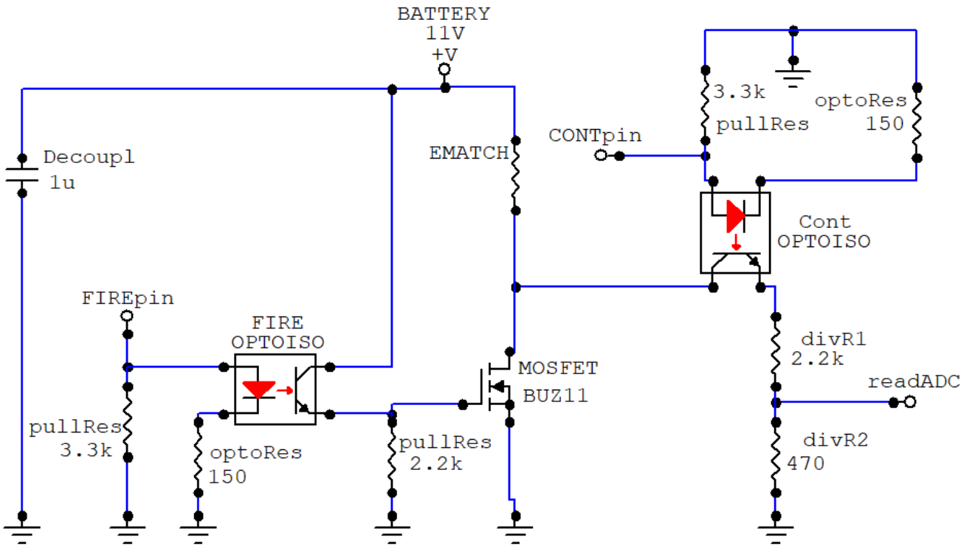 BATTERY
11V
+V
3.3k
pullRes
optoRes
150
CONTpin
EMATCH
Decoupl
1u
Cont
OPTOISO
FIREpin
FIRE
OPTOISO
MOSFET
BUZ11
divR1
2.2k
readADC
pullRes
3.3k
optoRes
150
pullRes
2.2k
divR2
470